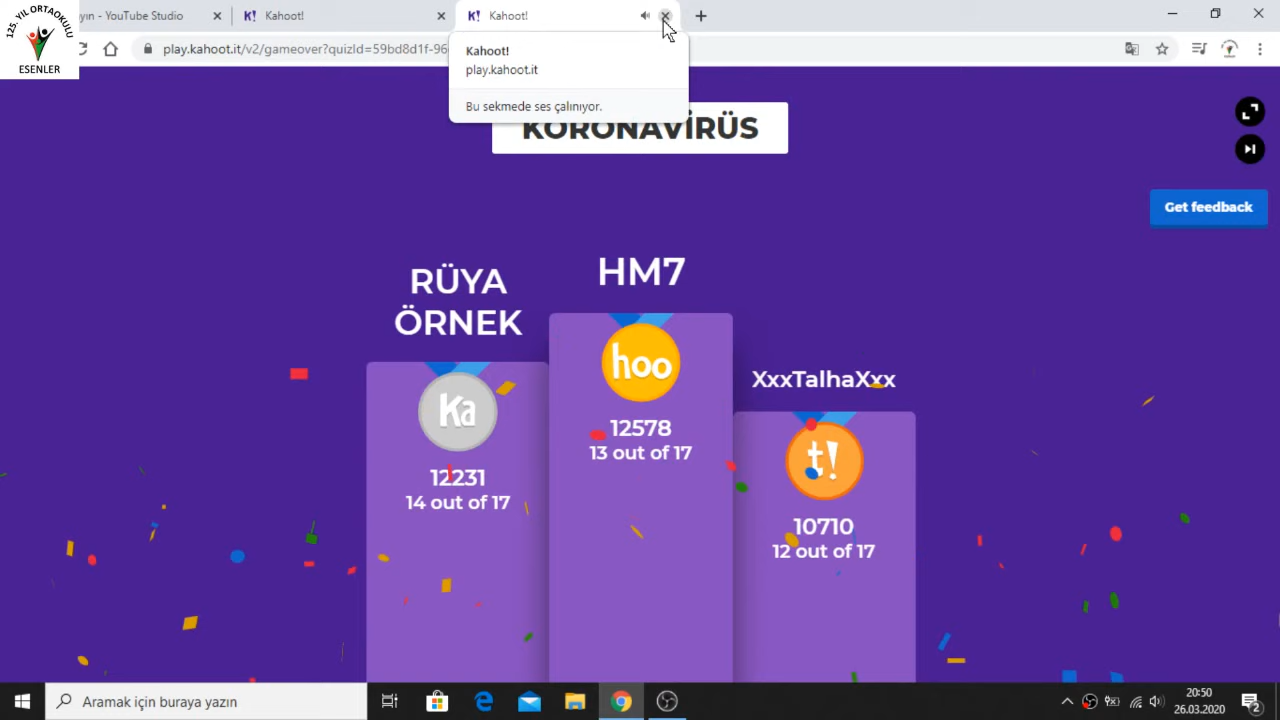 125. YIL ORTAOKULU
ESENLER
ayın - YouTube Studio
Kahoot!
Kahoot!
play.kahoot.it/v2/gameover?quizId=59bd8d1f-96
Kahoot!
play.kahoot.it
Bu sekmede ses çalınıyor.
KORONAVİRÜS
Get feedback
HM7
RÜYA
ÖRNEK
XxxTalhaXxx
hoo
Ka
t!
12578
13 out of 17
12231
14 out of 17
10710
12 out of 17
Aramak için buraya yazın
20:50
26.03.2020
2